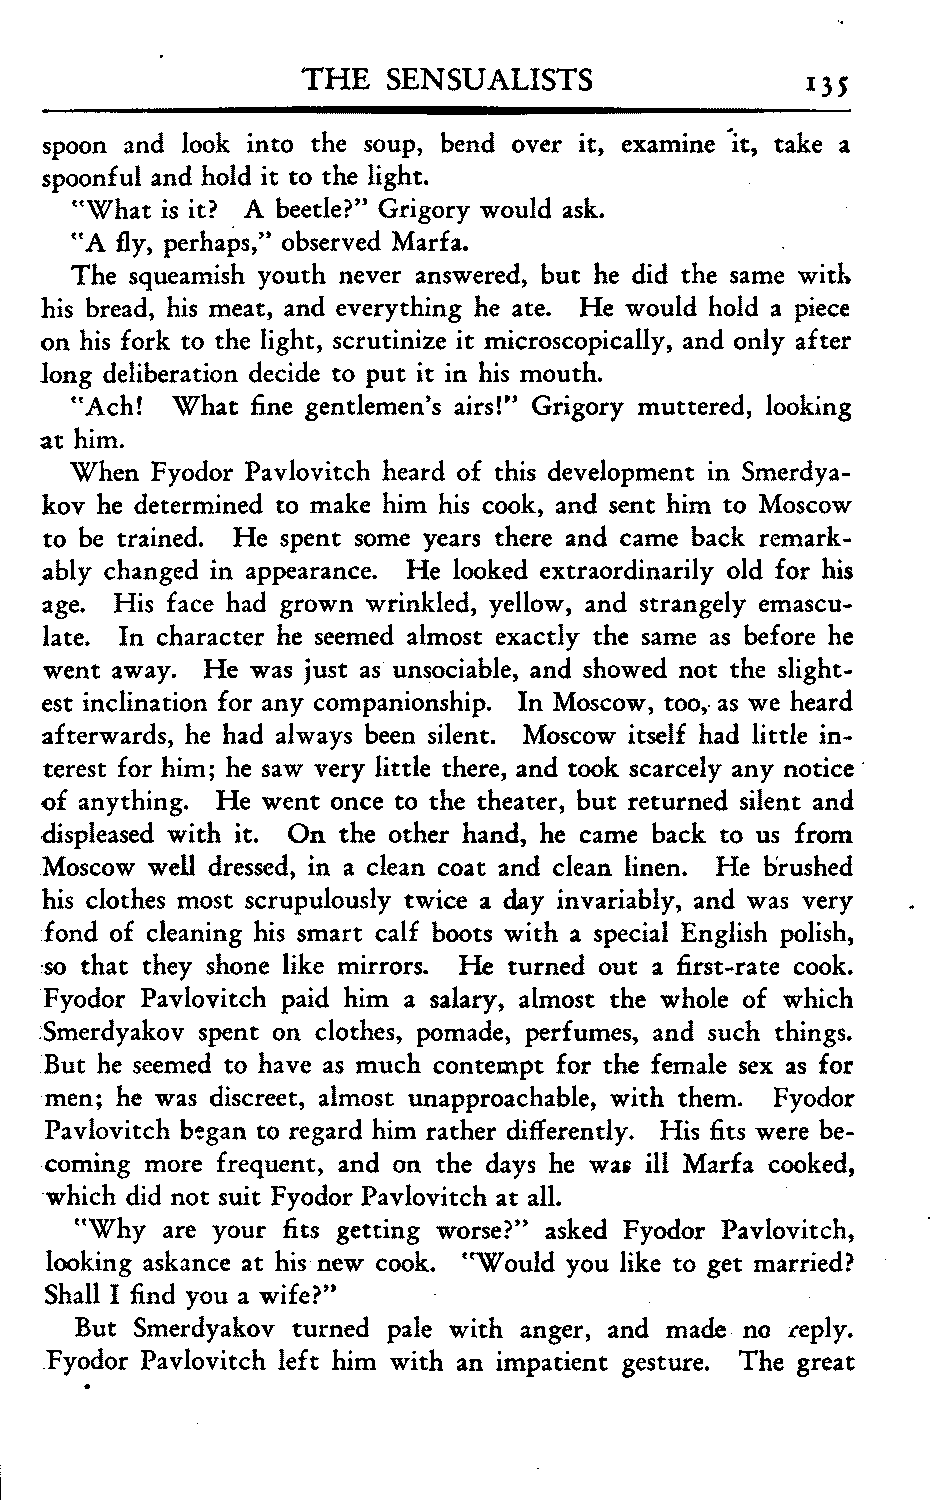 THE SENSUALISTS 135
spoon and look into the soup, bend over it, examine it, take a
spoonful and hold it to the light.
"What is it? A beetle?" Grigory would ask.
"A fly, perhaps," observed Marfa.
The squeamish youth never answered, but he did the same with
his bread, his meat, and everything he ate. He would hold a piece
on his fork to the light, scrutinize it microscopically, and only after
long deliberation decide to put it in his mouth.
"Ach! What fine gentlemen's airs!" Grigory muttered, looking
at him.
When Fyodor Pavlovitch heard of this development in Smerdya-
kov he determined to make him his cook, and sent him to Moscow
to be trained. He spent some years there and came back remark-
ably changed in appearance. He looked extraordinarily old for his
age. His face had grown wrinkled, yellow, and strangely emascu-
late. In character he seemed almost exactly the same as before he
went away. He was just as unsociable, and showed not the slight-
est inclination for any companionship. In Moscow, too, as we heard
afterwards, he had always been silent. Moscow itself had little in-
terest for him; he saw very little there, and took scarcely any notice
of anything. He went once to the theater, but returned silent and
displeased with it. On the other hand, he came back to us from
Moscow well dressed, in a clean coat and clean linen. He brushed
his clothes most scrupulously twice a day invariably, and was very
fond of cleaning his smart calf boots with a special English polish,
so that they shone like mirrors. He turned out a first-rate cook.
Fyodor Pavlovitch paid him a salary, almost the whole of which
Smerdyakov spent on clothes, pomade, perfumes, and such things.
But he seemed to have as much contempt for the female sex as for
men; he was discreet, almost unapproachable, with them. Fyodor
Pavlovitch began to regard him rather differently. His fits were be-
coming more frequent, and on the days he was ill Marfa cooked,
which did not suit Fyodor Pavlovitch at all.
"Why are your fits getting worse?" asked Fyodor Pavlovitch,
looking askance at his new cook. "Would you like to get married?
Shall I find you a wife?"
But Smerdyakov turned pale with anger, and made no reply.
Fyodor Pavlovitch left him with an impatient gesture. The great